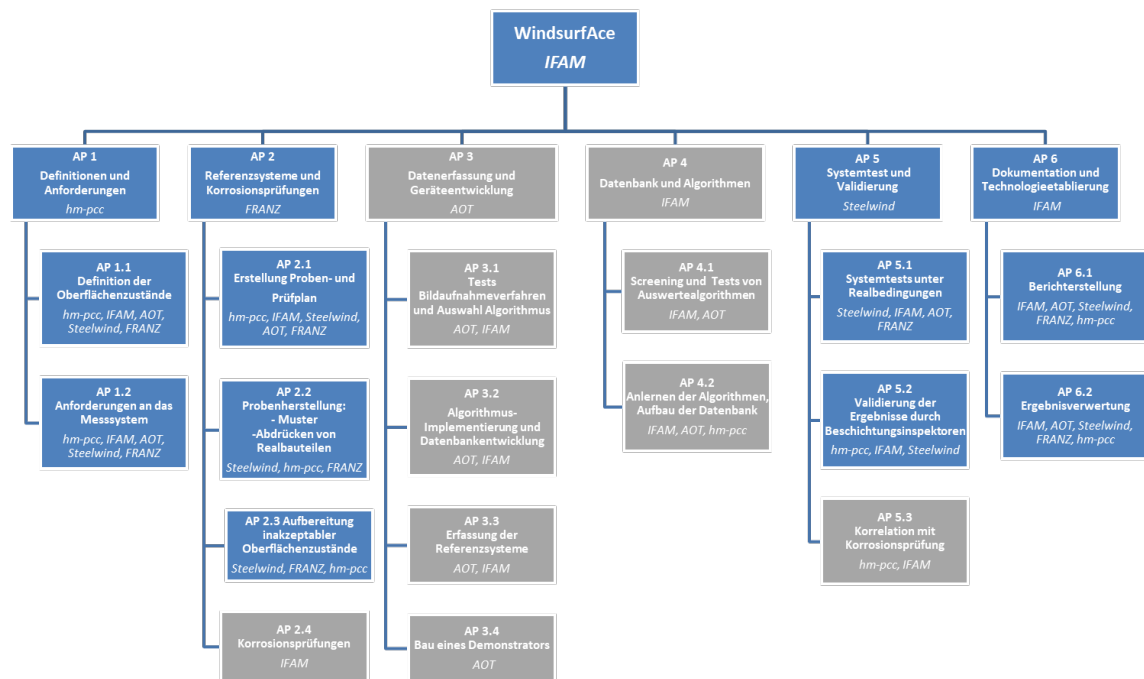 WindsurfAce
IFAM
AP 1
Definitionen und
Anforderungen
hm-pcc
AP 2
Referenzsysteme und
Korrosionsprüfungen
FRANZ
AP 3
Datenerfassung und
Geräteentwicklung
AOT
AP 4
Datenbank und Algorithmen
IFAM
AP 5
Systemtest und
Validierung
Steelwind
AP 6
Dokumentation und
Technologieetablierung
IFAM
AP 1.1
Definition der
Oberflächenzustände
hm-pcc, IFAM, AOT,
Steelwind, FRANZ
AP 1.2
Anforderungen an das
Messsystem
hm-pcc, IFAM, AOT,
Steelwind, FRANZ
AP 2.1
Erstellung Proben- und
Prüfplan
hm-pcc, IFAM, Steelwind,
AOT, FRANZ
AP 2.2
Probenherstellung:
- Muster
-Abdrücken von
Realbauteilen
Steelwind, hm-pcc, FRANZ
AP 2.3 Aufbereitung
inakzeptabler
Oberflächenzustände
Steelwind, FRANZ, hm-pcc
AP 2.4
Korrosionsprüfungen
IFAM
AP 3.1
Tests
Bildaufnahmeverfahren
und Auswahl Algorithmus
AOT, IFAM
AP 3.2
Algorithmus-
Implementierung und
Datenbankentwicklung
AOT, IFAM
AP 3.3
Erfassung der
Referenzsysteme
AOT, IFAM
AP 3.4
Bau eines Demonstrators
AOT
AP 4.1
Screening und Tests von
Auswertealgorithmen
IFAM, AOT
AP 4.2
Anlernen der Algorithmen,
Aufbau der Datenbank
IFAM, AOT, hm-pcc
AP 5.1
Systemtests unter
Realbedingungen
Steelwind, IFAM, AOT,
FRANZ
AP 5.2
Validierung der
Ergebnisse durch
Beschichtungsinspektoren
hm-pcc, IFAM, Steelwind
AP 5.3
Korrelation mit
Korrosionsprüfung
hm-pcc, IFAM
AP 6.1
Berichterstellung
IFAM, AOT, Steelwind,
FRANZ, hm-pcc
AP 6.2
Ergebnisverwertung
IFAM, AOT, Steelwind,
FRANZ, hm-pcc